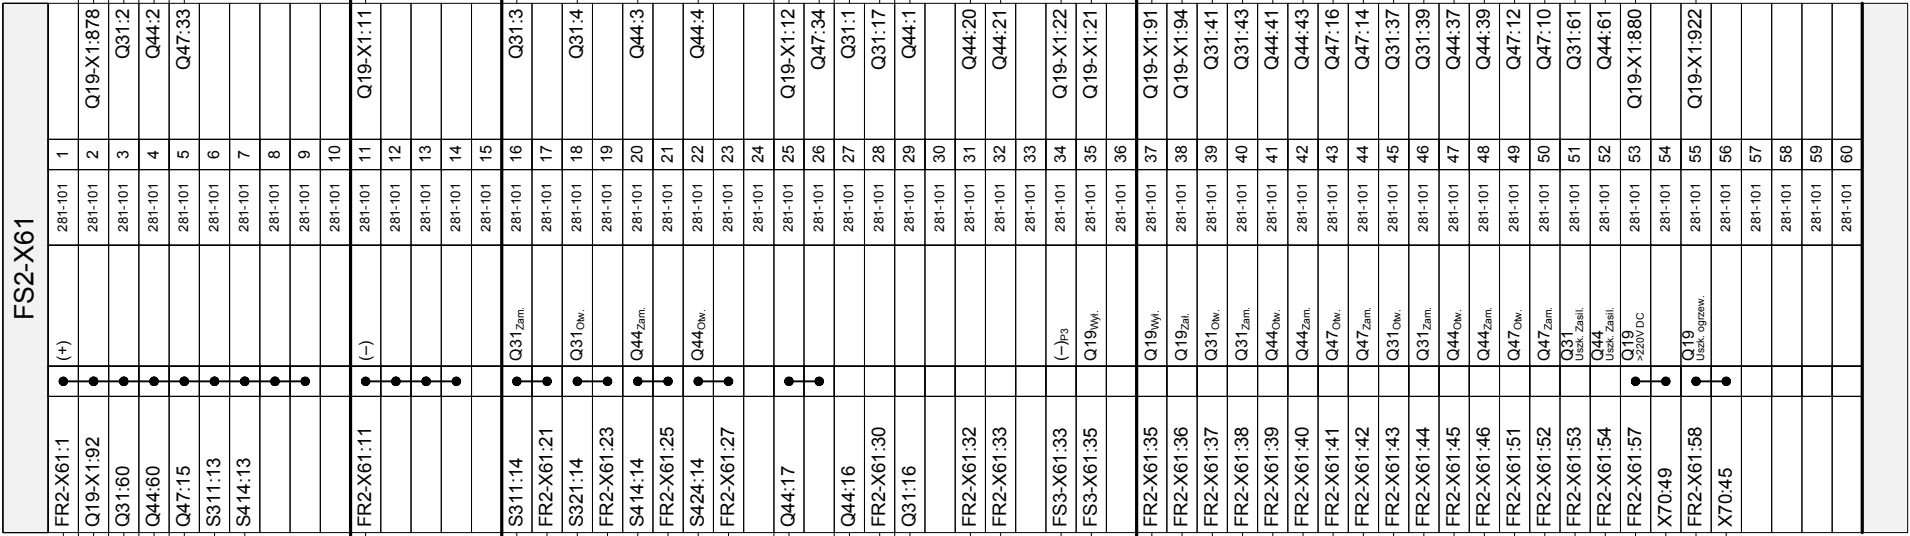 FS2-X61
FR2-X61:1 (+) 281-101 1
Q19-X1:92 281-101 2 Q19-X1:878
Q31:60 281-101 3 Q31:2
Q44:60 281-101 4 Q44:2
Q47:15 281-101 5 Q47:33
S311:13 281-101 6
S414:13 281-101 7
281-101 8
281-101 9
281-101 10
FR2-X61:11 (−) 281-101 11 Q19-X1:11
281-101 12
281-101 13
281-101 14
281-101 15
S311:14 Q31Zam. 281-101 16 Q31:3
FR2-X61:21 281-101 17
S321:14 Q31Otw. 281-101 18 Q31:4
FR2-X61:23 281-101 19
S414:14 Q44Zam. 281-101 20 Q44:3
FR2-X61:25 281-101 21
S424:14 Q44Otw. 281-101 22 Q44:4
FR2-X61:27 281-101 23
281-101 24
Q44:17 281-101 25 Q19-X1:12
281-101 26 Q47:34
Q44:16 281-101 27 Q31:1
FR2-X61:30 281-101 28 Q31:17
Q31:16 281-101 29 Q44:1
281-101 30
FR2-X61:32 281-101 31 Q44:20
FR2-X61:33 281-101 32 Q44:21
281-101 33
FS3-X61:33 (−)P3 281-101 34 Q19-X1:22
FS3-X61:35 Q19Wył. 281-101 35 Q19-X1:21
281-101 36
FR2-X61:35 Q19Wył. 281-101 37 Q19-X1:91
FR2-X61:36 Q19Zał. 281-101 38 Q19-X1:94
FR2-X61:37 Q31Otw. 281-101 39 Q31:41
FR2-X61:38 Q31Zam. 281-101 40 Q31:43
FR2-X61:39 Q44Otw. 281-101 41 Q44:41
FR2-X61:40 Q44Zam. 281-101 42 Q44:43
FR2-X61:41 Q47Otw. 281-101 43 Q47:16
FR2-X61:42 Q47Zam. 281-101 44 Q47:14
FR2-X61:43 Q31Otw. 281-101 45 Q31:37
FR2-X61:44 Q31Zam. 281-101 46 Q31:39
FR2-X61:45 Q44Otw. 281-101 47 Q44:37
FR2-X61:46 Q44Zam. 281-101 48 Q44:39
FR2-X61:51 Q47Otw. 281-101 49 Q47:12
FR2-X61:52 Q47Zam. 281-101 50 Q47:10
FR2-X61:53 Q31 Uszk. Zasil. 281-101 51 Q31:61
FR2-X61:54 Q44 Uszk. Zasil. 281-101 52 Q44:61
FR2-X61:57 Q19 >220V DC 281-101 53 Q19-X1:880
X70:49 281-101 54
FR2-X61:58 Q19 Uszk. ogrzew. 281-101 55 Q19-X1:922
X70:45 281-101 56
281-101 57
281-101 58
281-101 59
281-101 60